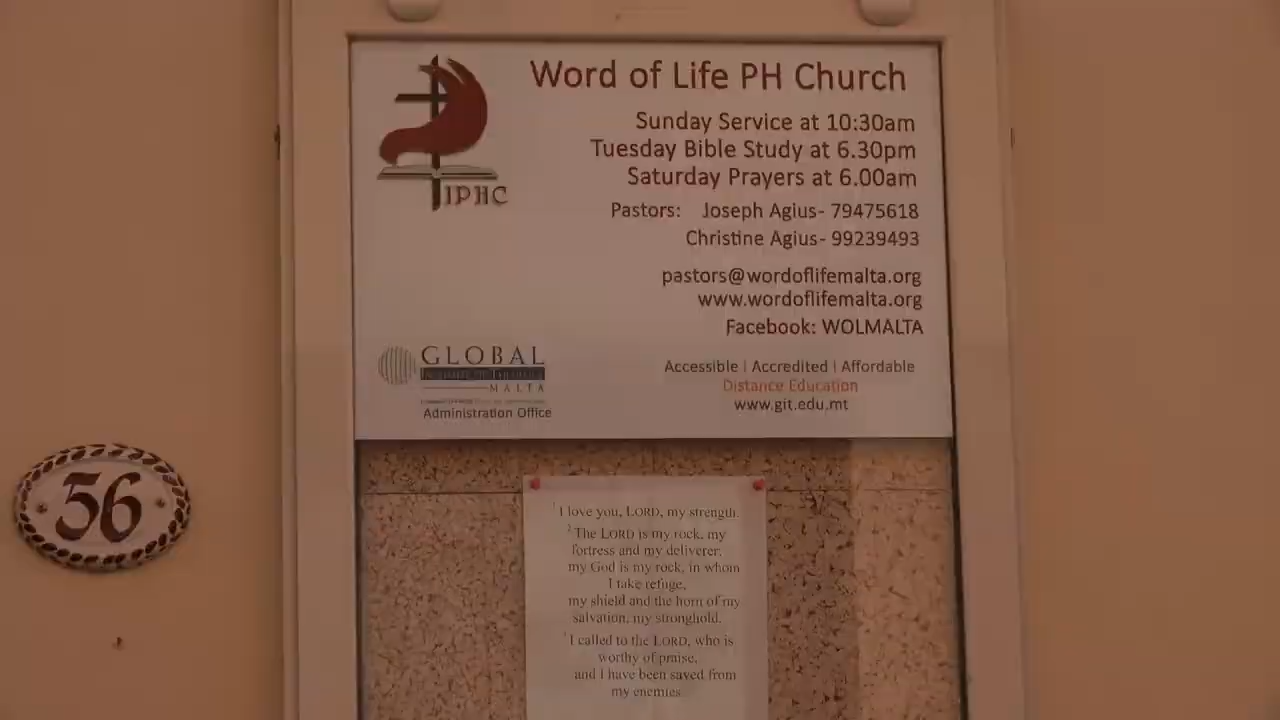 Word of Life PH Church
Sunday Service at 10:30am
Tuesday Bible Study at 6.30pm
Saturday Prayers at 6.00am
IPHC
Pastors: Joseph Agius- 79475618
Christine Agius- 99239493
pastors@wordoflifemalta.org
www.wordoflifemalta.org
Facebook: WOLMALTA
GLOBAL
MALTA
Administration Office
Accessible | Accredited | Affordable
Distance Education
www.git.edu.mt
56
1 I love you, LORD, my strength.
2 The LORD is my rock, my
fortress and my deliverer;
my God is my rock, in whom
I take refuge,
my shield and the horn of my
salvation, my stronghold.
3 I called to the LORD, who is
worthy of praise,
and I have been saved from
my enemies.